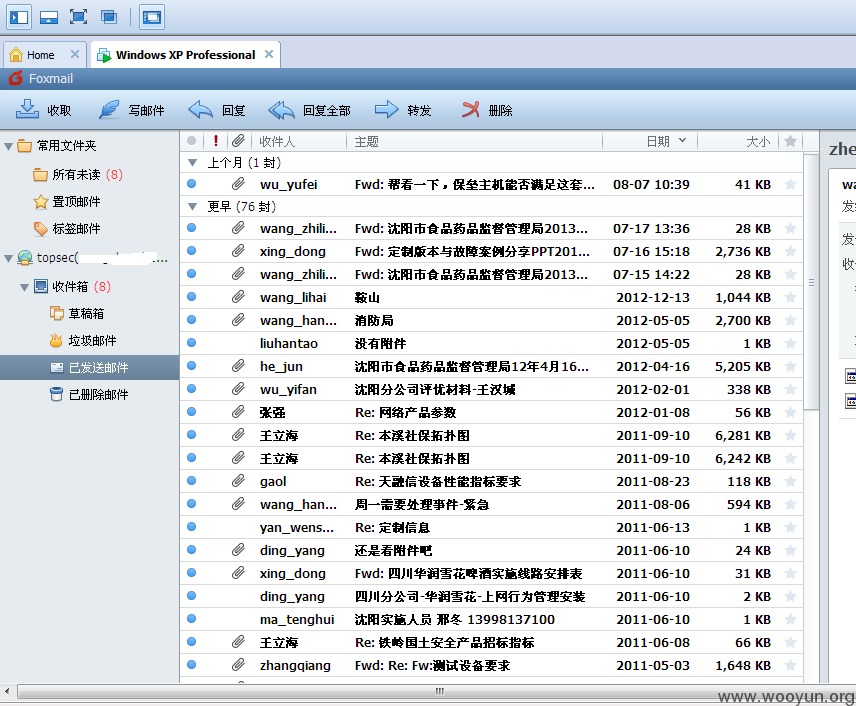 Home
Windows XP Professional
Foxmail
收取 写邮件 回复 回复全部 转发 删除
常用文件夹
所有未读 (8)
置顶邮件
标签邮件
topsec( ...
收件箱 (8)
草稿箱
垃圾邮件
已发送邮件
已删除邮件
收件人 主题 日期 大小
上个月 (1 封)
wu_yufei Fwd: 帮看一下，保垒主机能否满足这套... 08-07 10:39 41 KB
更早 (76 封)
wang_zhili... Fwd: 沈阳市食品药品监督管理局2013... 07-17 13:36 28 KB
xing_dong Fwd: 定制版本与故障案例分享PPT201... 07-16 15:18 2,736 KB
wang_zhili... Fwd: 沈阳市食品药品监督管理局2013... 07-15 14:22 28 KB
wang_lihai 鞍山 2012-12-13 1,044 KB
wang_han... 消防局 2012-05-05 2,700 KB
liuhantao 没有附件 2012-05-05 1 KB
he_jun 沈阳市食品药品监督管理局12年4月16... 2012-04-16 5,205 KB
wu_yifan 沈阳分公司评优材料-王汉城 2012-02-01 338 KB
张强 Re: 网络产品参数 2012-01-08 56 KB
王立海 Re: 本溪社保拓扑图 2011-09-10 6,281 KB
王立海 Re: 本溪社保拓扑图 2011-09-10 6,242 KB
gaol Re: 天融信设备性能指标要求 2011-08-23 118 KB
wang_han... 周一需要处理事件-紧急 2011-08-06 594 KB
yan_wens... Re: 定制信息 2011-06-13 1 KB
ding_yang 还是看附件吧 2011-06-10 24 KB
xing_dong Fwd: 四川华润雪花啤酒实施线路安排表 2011-06-10 31 KB
ding_yang 四川分公司-华润雪花-上网行为管理安装 2011-06-10 2 KB
ma_tenghui 沈阳实施人员 邢冬 13998137100 2011-06-10 1 KB
王立海 Re: 铁岭国土安全产品招标指标 2011-06-08 66 KB
zhangqiang Fwd: Re: Fw:测试设备要求 2011-05-03 1,648 KB
zhe
wa
发
发
收
www.wooyun.org